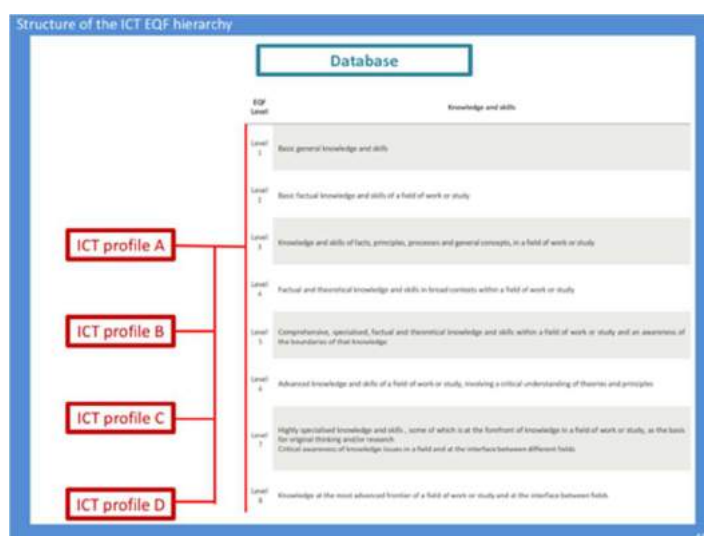 Structure of the ICT EQF hierarchy
Database
EQF
Level
Knowledge and skills
Level
1
Basic general knowledge and skills
Level
2
Basic factual knowledge and skills of a field of work or study
ICT profile A
Level
3
Knowledge and skills of facts, principles, processes and general concepts, in a field of work or study
Level
4
Factual and theoretical knowledge and skills in broad contexts within a field of work or study
ICT profile B
Level
5
Comprehensive, specialised, factual and theoretical knowledge and skills within a field of work or study and an awareness of
the boundaries of that knowledge
Level
Advanced knowledge and skills of a field of work or study, involving a critical understanding of theories and principles
ICT profile C
Level
7
Highly specialised knowledge and skills , some of which is at the forefront of knowledge in a field of work or study, as the basis
for original thinking and/or research
Critical awareness of knowledge issues in a field and at the interface between different fields
ICT profile D
Level
8
Knowledge at the most advanced frontier of a field of work or study and at the interface between fields